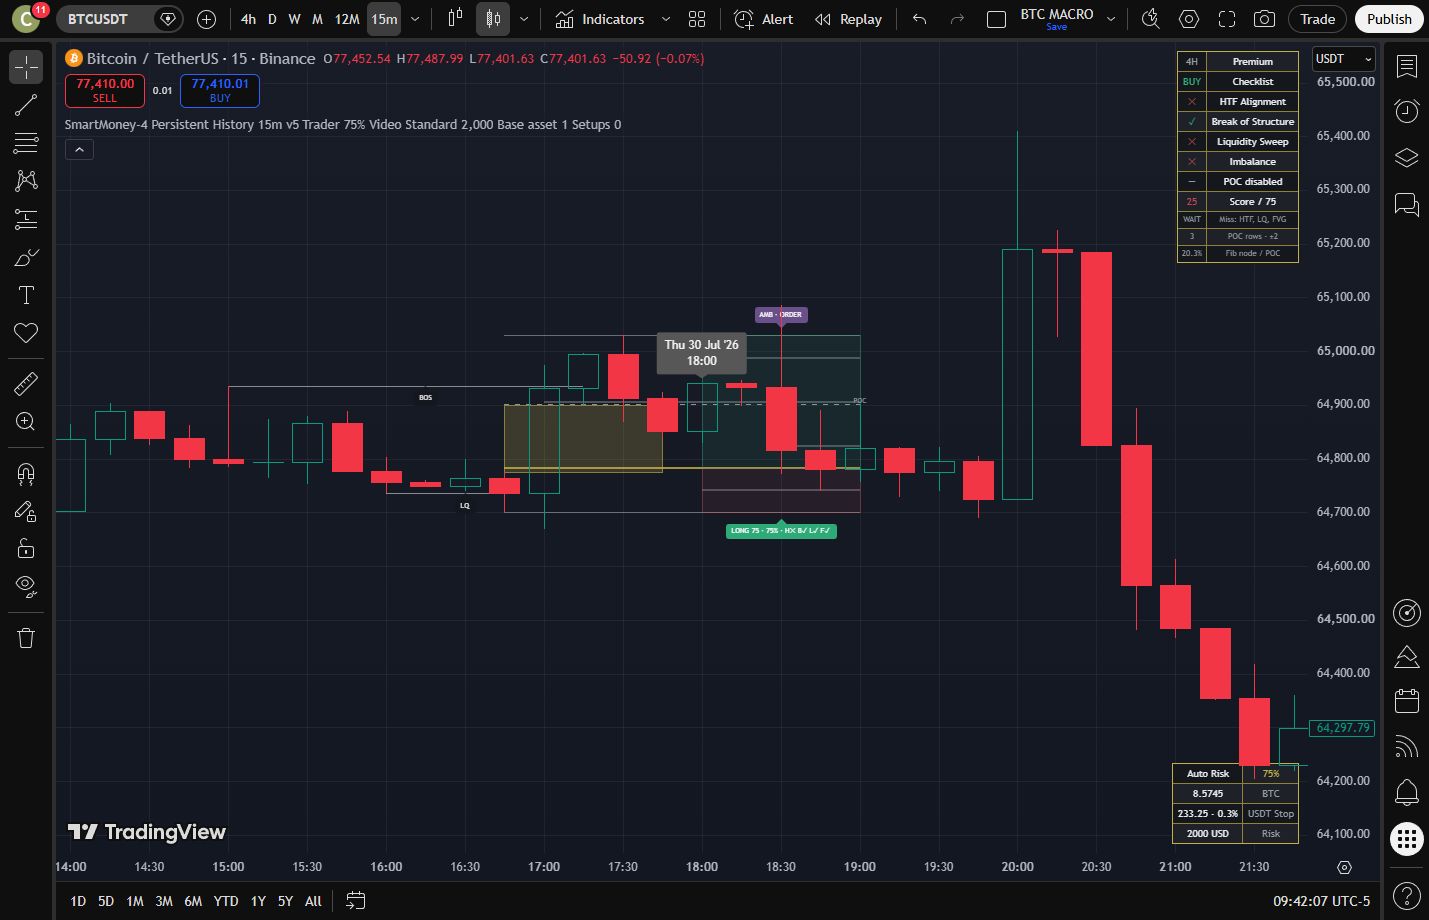 C 11 BTCUSDT 4h D W M 12M 15m Indicators Alert Replay BTC MACRO Save Trade Publish
Bitcoin / TetherUS · 15 · Binance O77,452.54 H77,487.99 L77,401.63 C77,401.63 -50.92 (-0.07%)
77,410.00
SELL
0.01
77,410.01
BUY
SmartMoney-4 Persistent History 15m v5 Trader 75% Video Standard 2,000 Base asset 1 Setups 0
4H Premium
BUY Checklist
✗ HTF Alignment
✓ Break of Structure
✗ Liquidity Sweep
✗ Imbalance
— POC disabled
25 Score / 75
WAIT Miss: HTF, LQ, FVG
3 POC rows - ±2
20.3% Fib node / POC
USDT
65,500.00
65,400.00
65,300.00
65,200.00
65,100.00
65,000.00
64,900.00
64,800.00
64,700.00
64,600.00
64,500.00
64,400.00
64,297.79
64,200.00
64,100.00
AMB - ORDER
Thu 30 Jul '26
18:00
BOS
POC
LQ
LONG 75 - 75% - H✗ B✓ L✓ F✓
Auto Risk 75%
8.5745 BTC
233.25 - 0.3% USDT Stop
2000 USD Risk
TradingView
14:00 14:30 15:00 15:30 16:00 16:30 17:00 17:30 18:00 18:30 19:00 19:30 20:00 20:30 21:00 21:30
1D 5D 1M 3M 6M YTD 1Y 5Y All
09:42:07 UTC-5